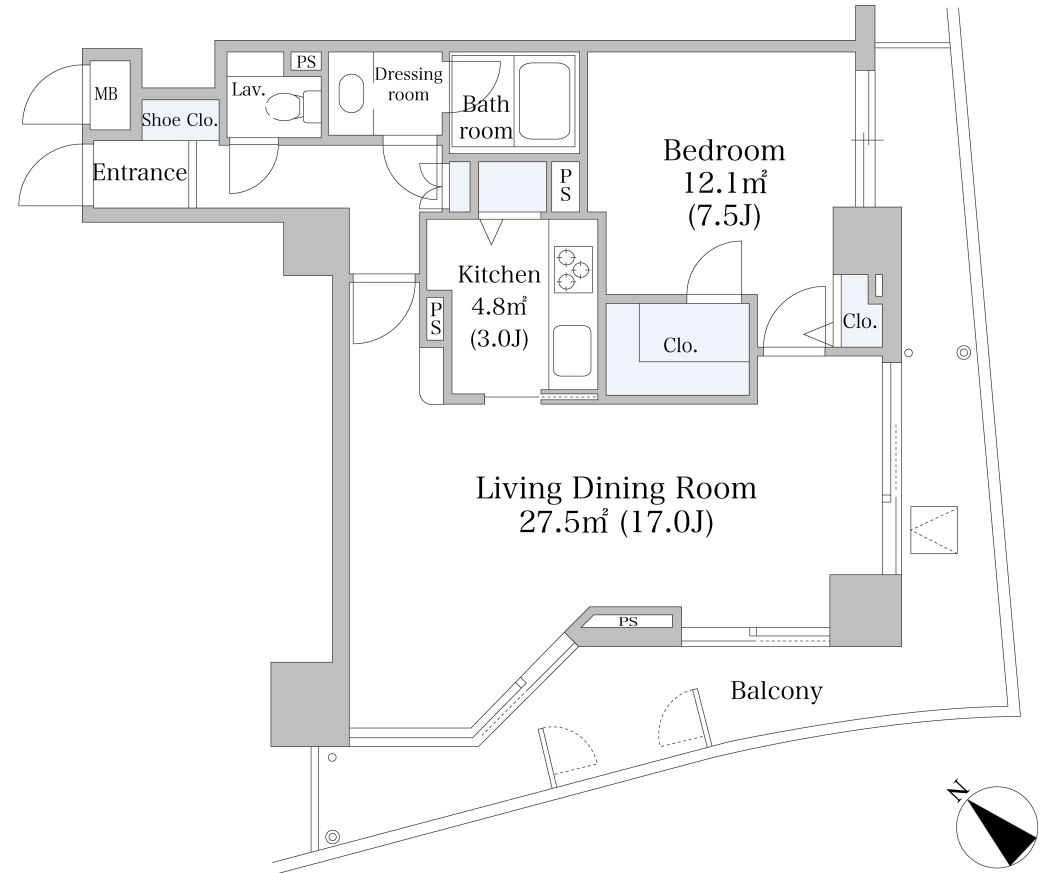 MB
Shoe Clo.
Entrance
Lav.
PS
Dressing
room
Bath
room
P
S
Bedroom
12.1㎡
(7.5J)
Kitchen
4.8㎡
(3.0J)
P
S
Clo.
Clo.
Living Dining Room
27.5㎡ (17.0J)
PS
Balcony
N